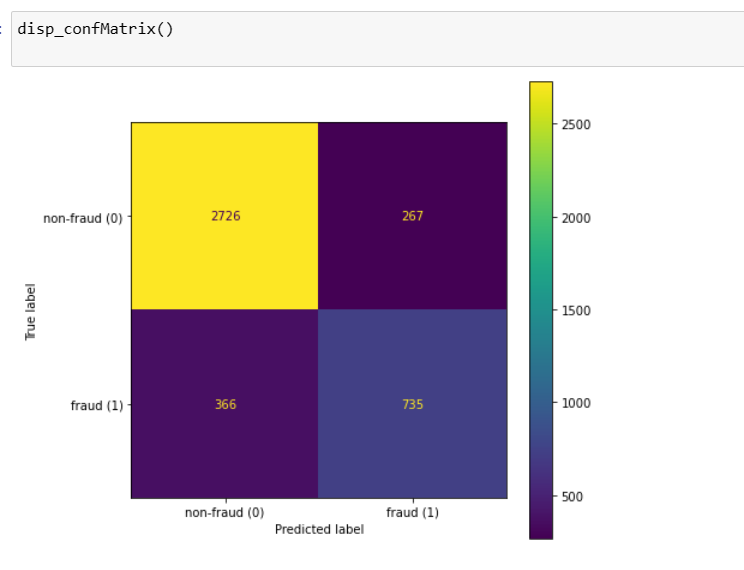 disp_confMatrix()
2500
non-fraud (0)
2726
267
2000
True label
1500
fraud (1)
366
735
1000
500
non-fraud (0)
fraud (1)
Predicted label